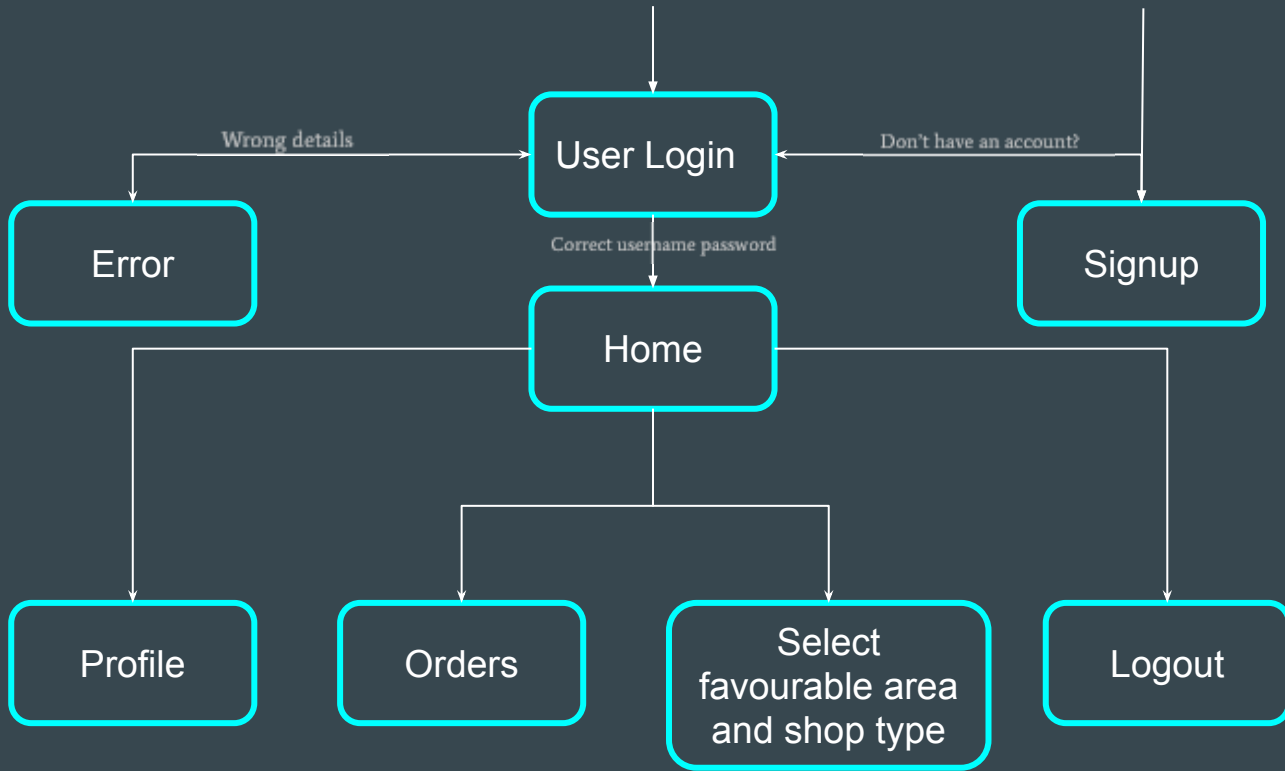 Wrong details
User Login
Don't have an account?
Error
Correct username password
Signup
Home
Profile
Orders
Select
favourable area
and shop type
Logout